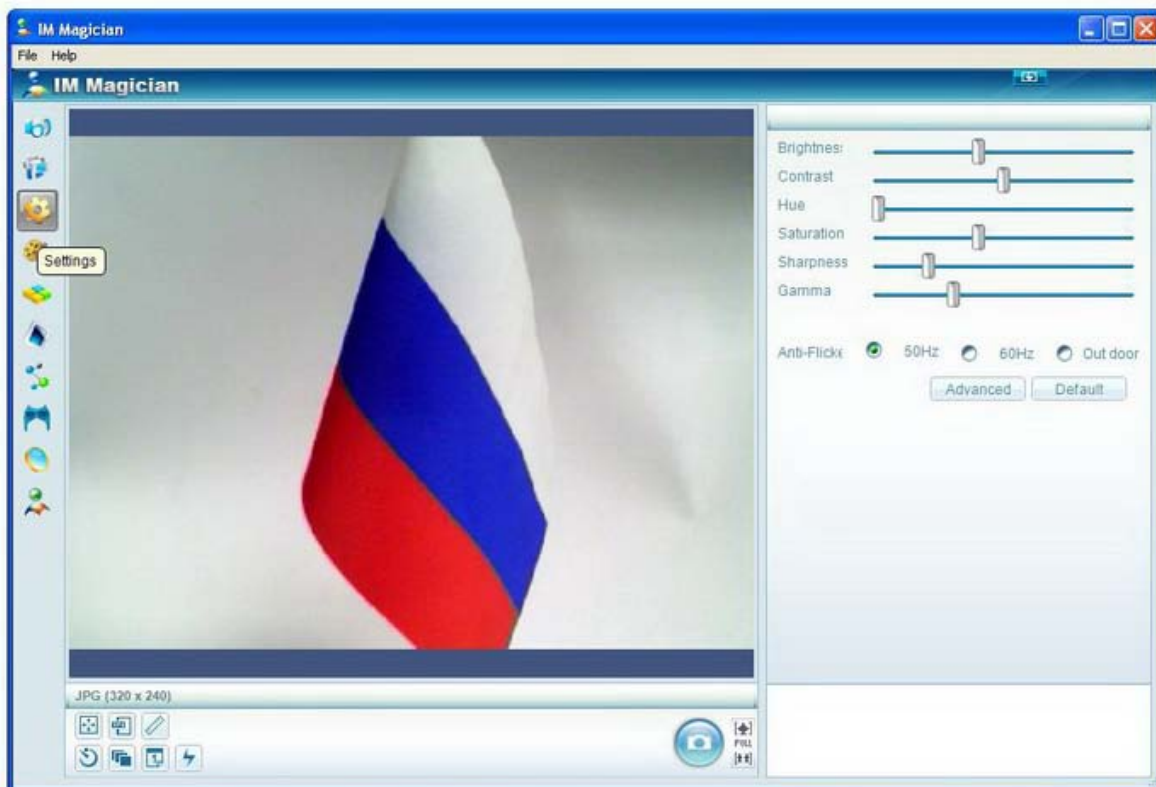 IM Magician
File Help
IM Magician
Brightnes
Contrast
Hue
Saturation
Sharpness
Gamma
Anti-Flicke 50Hz 60Hz Out door
Advanced Default
Settings
JPG (320 x 240)
FULL